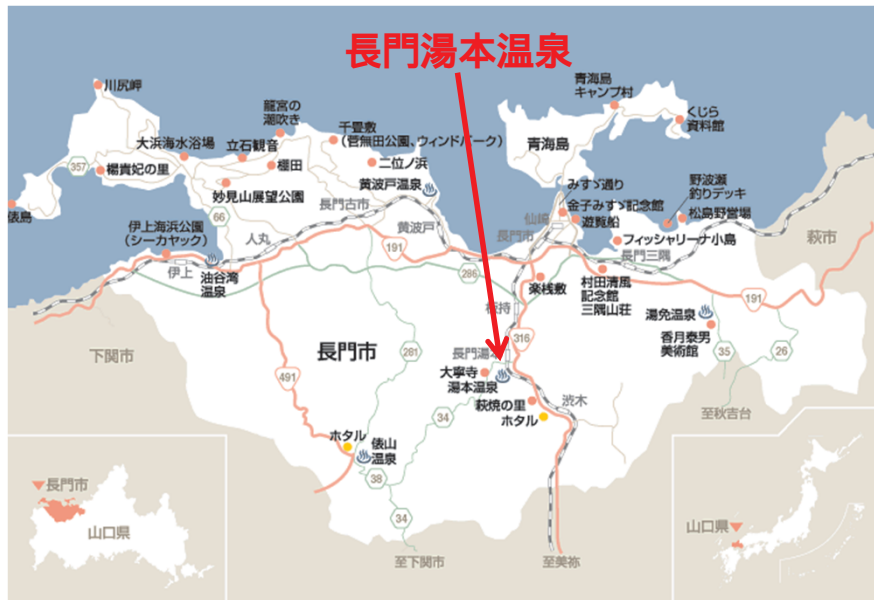 長門湯本温泉
川尻岬
青海島
キャンプ村
くじら
資料館
龍宮の
潮吹き
千畳敷
（菅無田公園、ウィンドパーク）
大浜海水浴場
立石観音
棚田
二位ノ浜
青海島
357
楊貴妃の里
妙見山展望公園
黄波戸温泉
みすゞ通り
野波瀬
釣りデッキ
俵島
66
長門古市
金子みすゞ記念館
仙崎
遊覧船
松島野営場
伊上海浜公園
（シーカヤック）
人丸
黄波戸
長門市
フィッシャリーナ小島
萩市
191
長門三隅
伊上
油谷湾
温泉
286
楽桟敷
村田清風
記念館
三隅山荘
191
板持
湯免温泉
下関市
長門市
281
長門湯本
316
香月泰男
美術館
35
26
491
大寧寺
湯本温泉
渋木
萩焼の里
ホタル
34
至秋吉台
ホタル
俵山
温泉
38
34
長門市
山口県
山口県
至下関市
至美祢